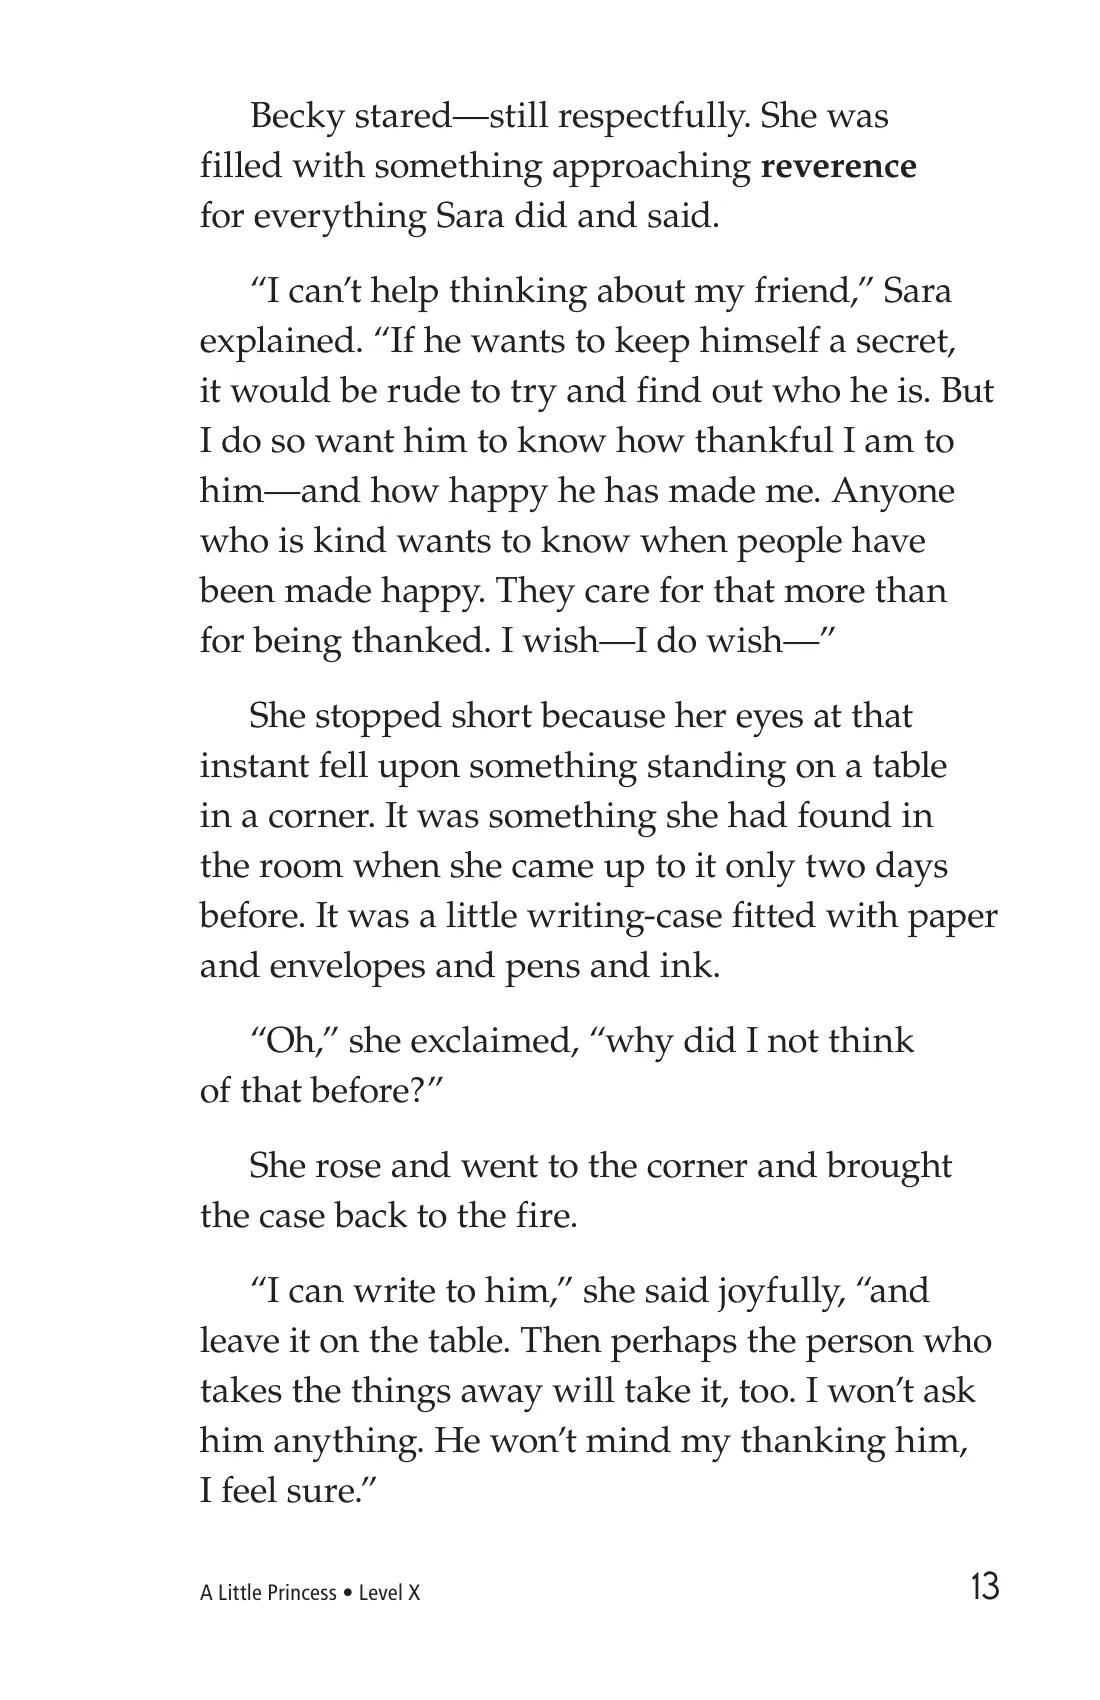 Becky stared—still respectfully. She was
filled with something approaching reverence
for everything Sara did and said.
“I can’t help thinking about my friend,” Sara
explained. “If he wants to keep himself a secret,
it would be rude to try and find out who he is. But
I do so want him to know how thankful I am to
him—and how happy he has made me. Anyone
who is kind wants to know when people have
been made happy. They care for that more than
for being thanked. I wish—I do wish—”
She stopped short because her eyes at that
instant fell upon something standing on a table
in a corner. It was something she had found in
the room when she came up to it only two days
before. It was a little writing-case fitted with paper
and envelopes and pens and ink.
“Oh,” she exclaimed, “why did I not think
of that before?”
She rose and went to the corner and brought
the case back to the fire.
“I can write to him,” she said joyfully, “and
leave it on the table. Then perhaps the person who
takes the things away will take it, too. I won’t ask
him anything. He won’t mind my thanking him,
I feel sure.”
A Little Princess • Level X
13